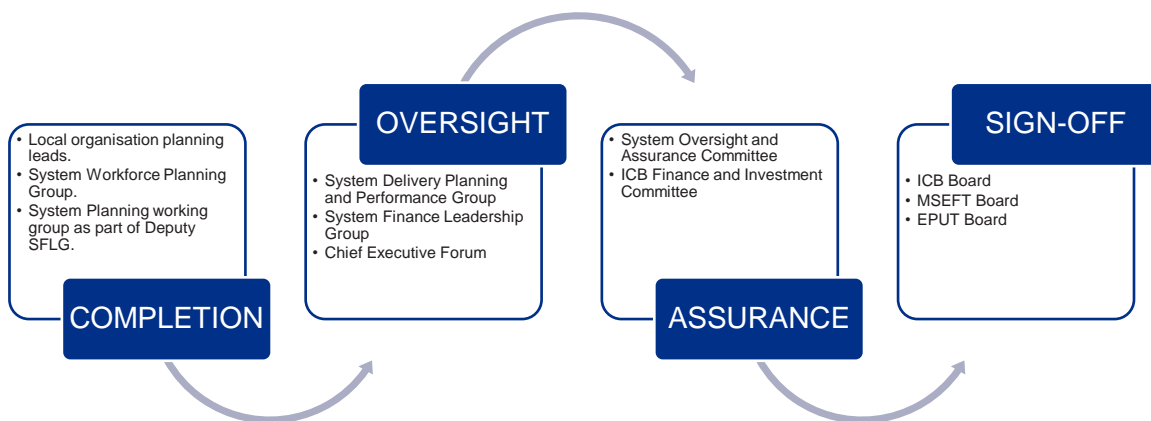 • Local organisation planning
leads.
• System Workforce Planning
Group.
• System Planning working
group as part of Deputy
SFLG.
COMPLETION
OVERSIGHT
• System Delivery Planning
and Performance Group
• System Finance Leadership
Group
• Chief Executive Forum
• System Oversight and
Assurance Committee
• ICB Finance and Investment
Committee
ASSURANCE
SIGN-OFF
• ICB Board
• MSEFT Board
• EPUT Board